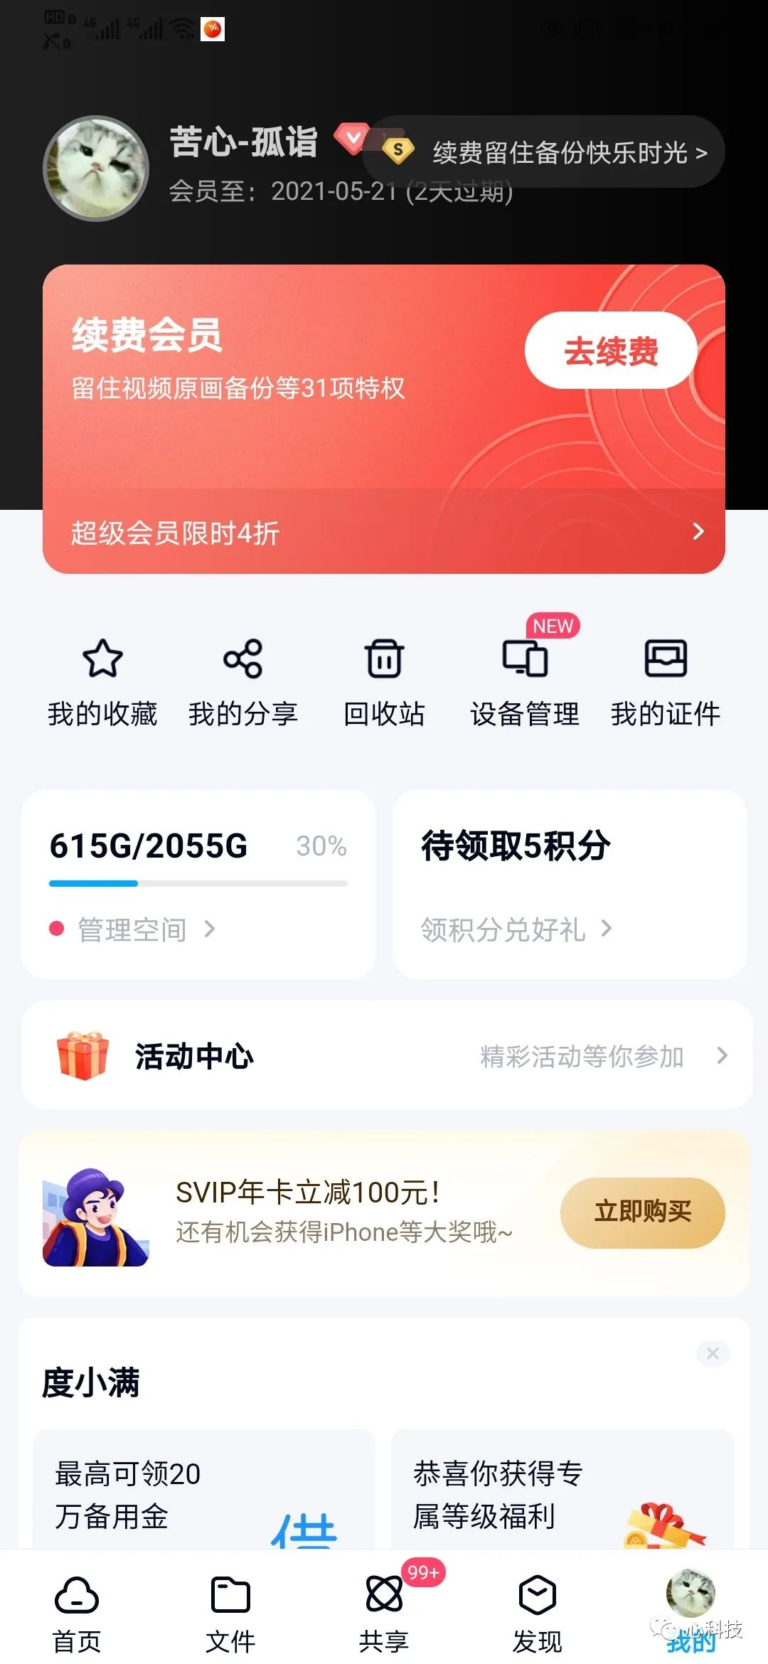 HD
4G
4G
苦心-孤诣
S
续费留住备份快乐时光 >
会员至：2021-05-21 (2天过期)
续费会员
去续费
留住视频原画备份等31项特权
超级会员限时4折
NEW
我的收藏
我的分享
回收站
设备管理
我的证件
615G/2055G
30%
待领取5积分
管理空间
领积分兑好礼
活动中心
精彩活动等你参加
SVIP年卡立减100元！
立即购买
还有机会获得iPhone等大奖哦~
度小满
最高可领20
万备用金
借
恭喜你获得专
属等级福利
99+
首页
文件
共享
发现
我的
心科技